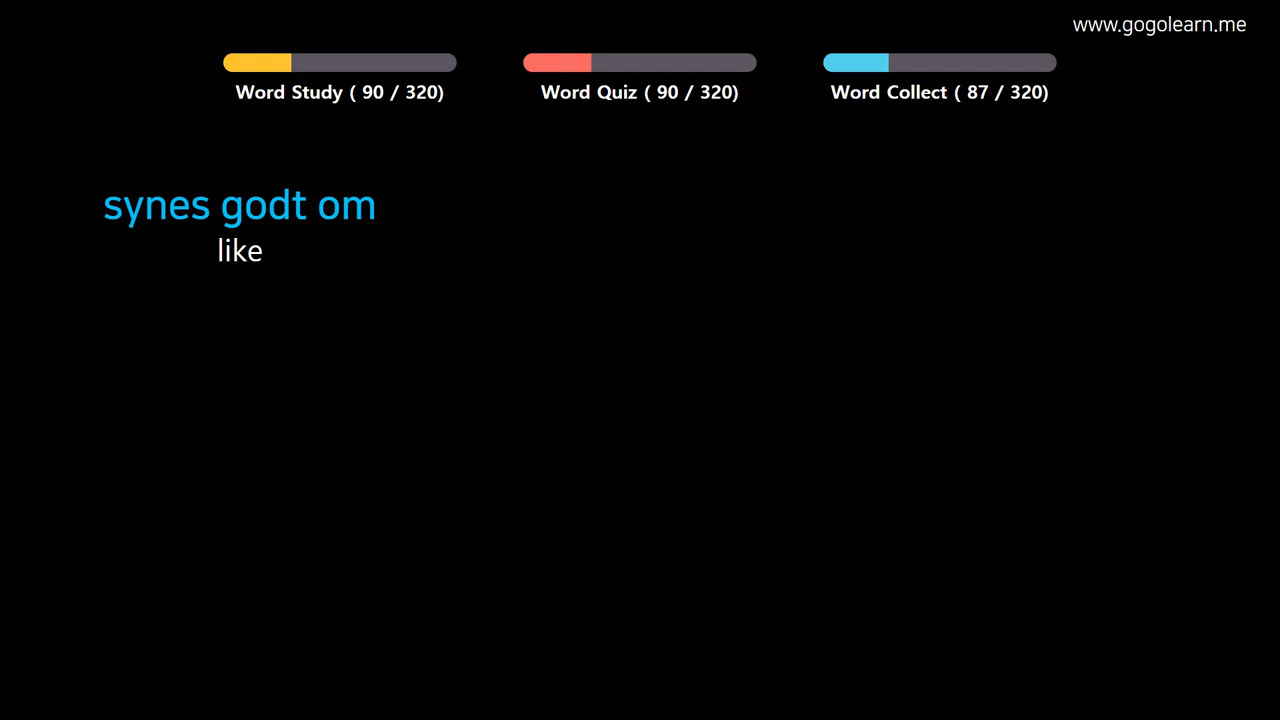 www.gogolearn.me
Word Study ( 90 / 320)
Word Quiz ( 90 / 320)
Word Collect ( 87 / 320)
synes godt om
like